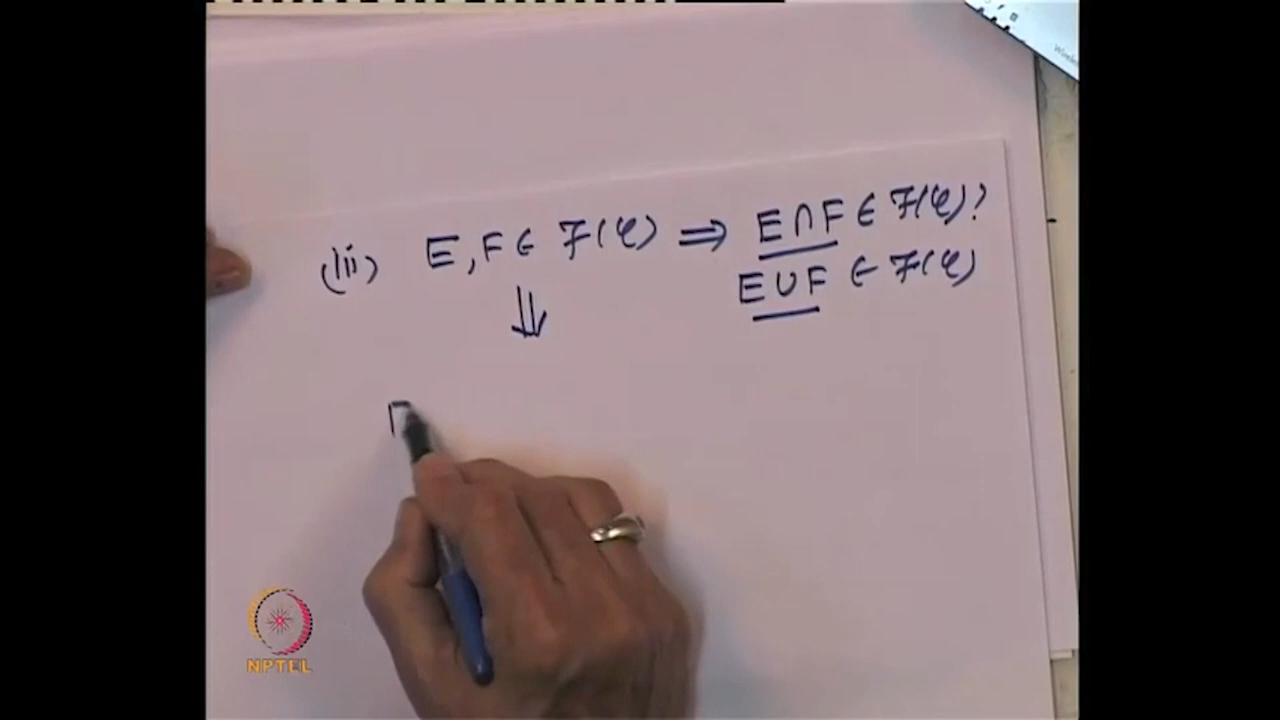 (iii) E, F ∈ F(C) ⇒ E ∩ F ∈ F(C)?
E ∪ F ∈ F(C)
⇓
NPTEL